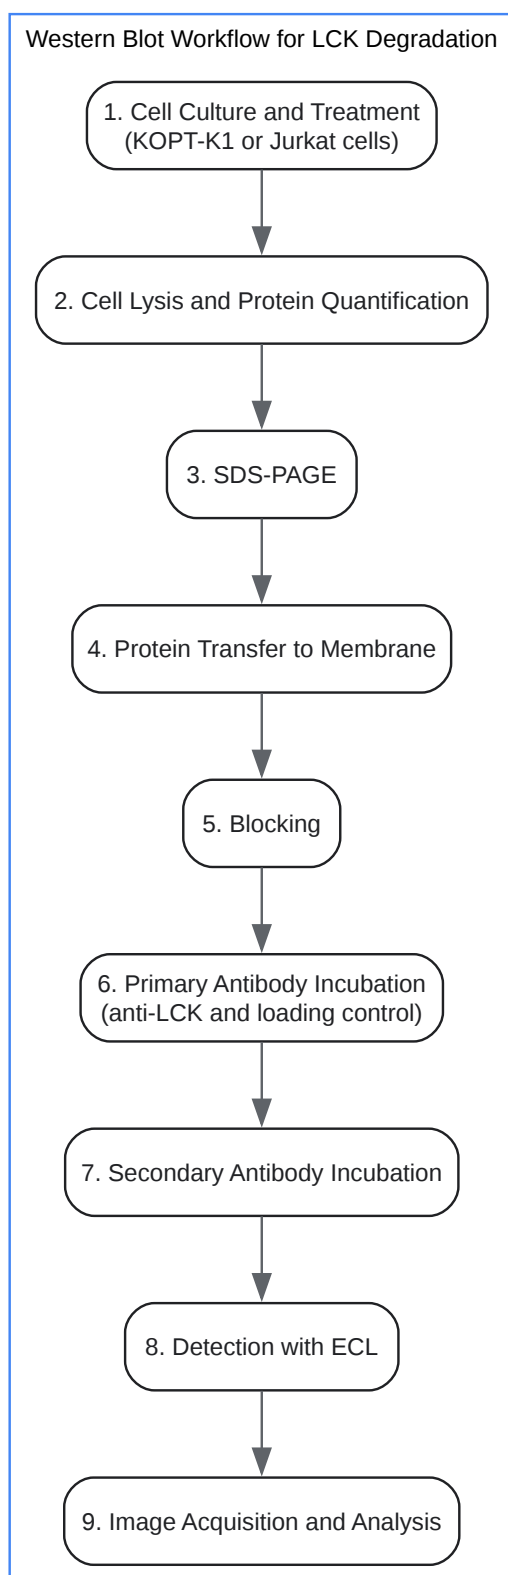 Western Blot Workflow for LCK Degradation
1. Cell Culture and Treatment
(KOPT-K1 or Jurkat cells)
2. Cell Lysis and Protein Quantification
3. SDS-PAGE
4. Protein Transfer to Membrane
5. Blocking
6. Primary Antibody Incubation
(anti-LCK and loading control)
7. Secondary Antibody Incubation
8. Detection with ECL
9. Image Acquisition and Analysis